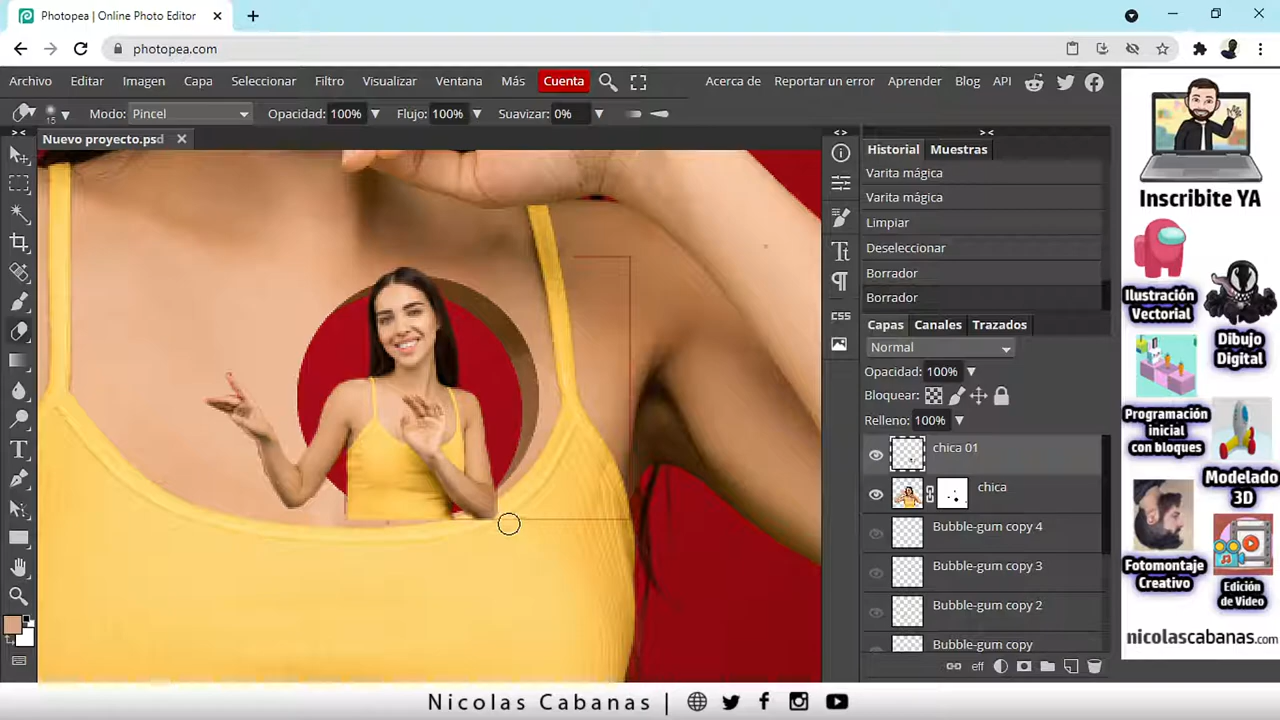 Photopea | Online Photo Editor
photopea.com
Archivo Editar Imagen Capa Seleccionar Filtro Visualizar Ventana Más Cuenta Acerca de Reportar un error Aprender Blog API
15 Modo: Pincel Opacidad: 100% Flujo: 100% Suavizar: 0%
Nuevo proyecto.psd
Historial Muestras
Varita mágica
Varita mágica
Limpiar
Deseleccionar
Borrador
Borrador
CSS
Capas Canales Trazados
Normal
Opacidad: 100%
Bloquear:
Relleno: 100%
chica 01
chica
Bubble-gum copy 4
Bubble-gum copy 3
Bubble-gum copy 2
Bubble-gum copy
eff
Inscribite YA
Ilustración
Vectorial
Dibujo
Digital
Programación
inicial
con bloques
Modelado
3D
Fotomontaje
Creativo
Edición
de Video
nicolascabanas.com
Nicolas Cabanas |